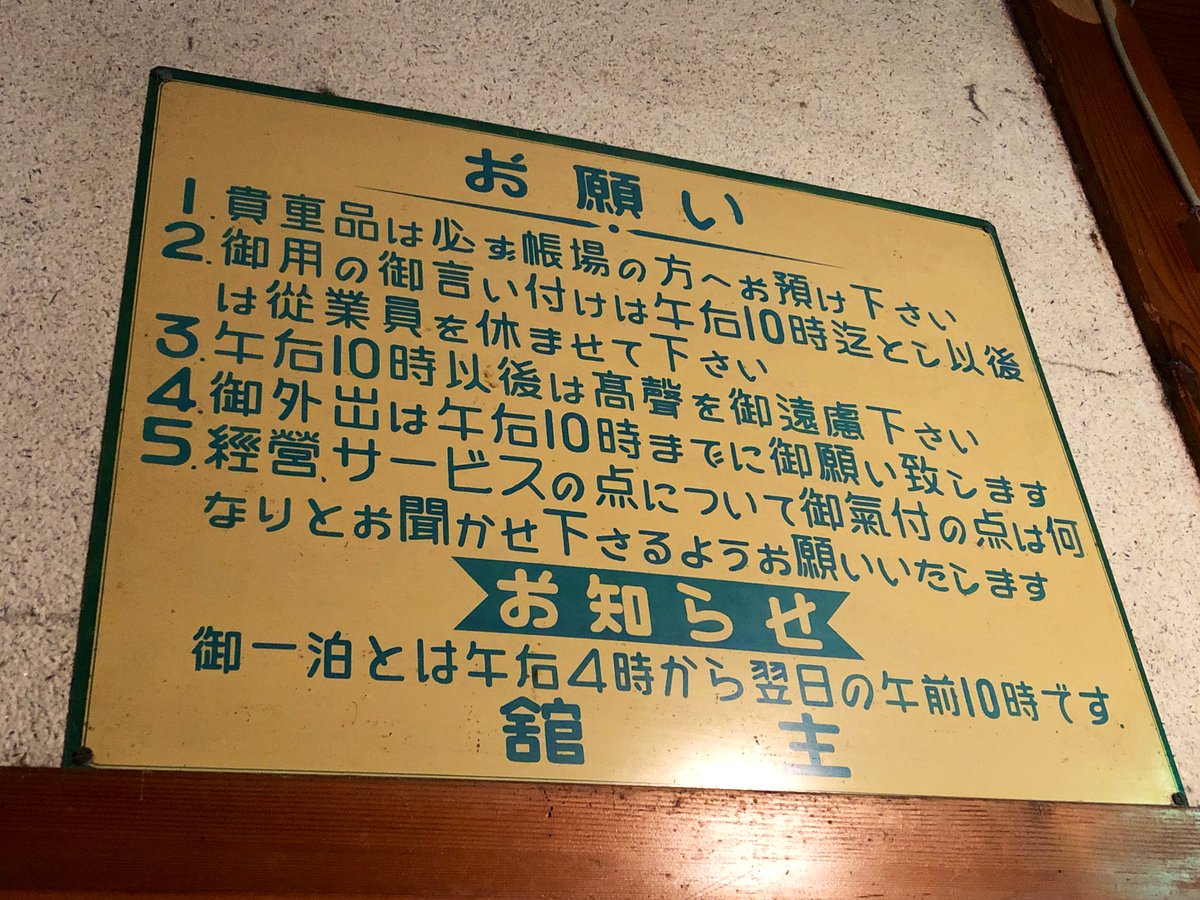 お願い
1. 貴重品は必ず帳場の方へお預け下さい
2. 御用の御言い付けは午后10時迄とし以後
は従業員を休ませて下さい
3. 午后10時以後は髙聲を御遠慮下さい
4. 御外出は午后10時までに御願い致します
5. 經営、サービスの点について御氣付の点は何
なりとお聞かせ下さるようお願いいたします
お知らせ
御一泊とは午后4時から翌日の午前10時です
舘主